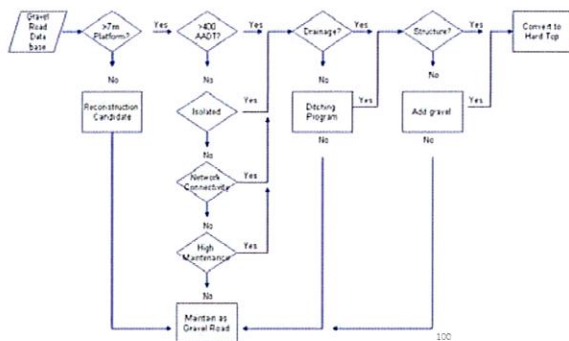 Gravel
Road
Data
base
>7m
Platform?
Yes
>400
AADT?
Yes
Drainage?
Yes
Structure?
Yes
Convert to
Hard Top
No
No
No
No
Reconstruction
Candidate
Isolated
Yes
Ditching
Program
Yes
Add gravel
Yes
No
No
No
Network
Connectivity
Yes
No
High
Maintenance
Yes
No
Maintain as
Gravel Road
100